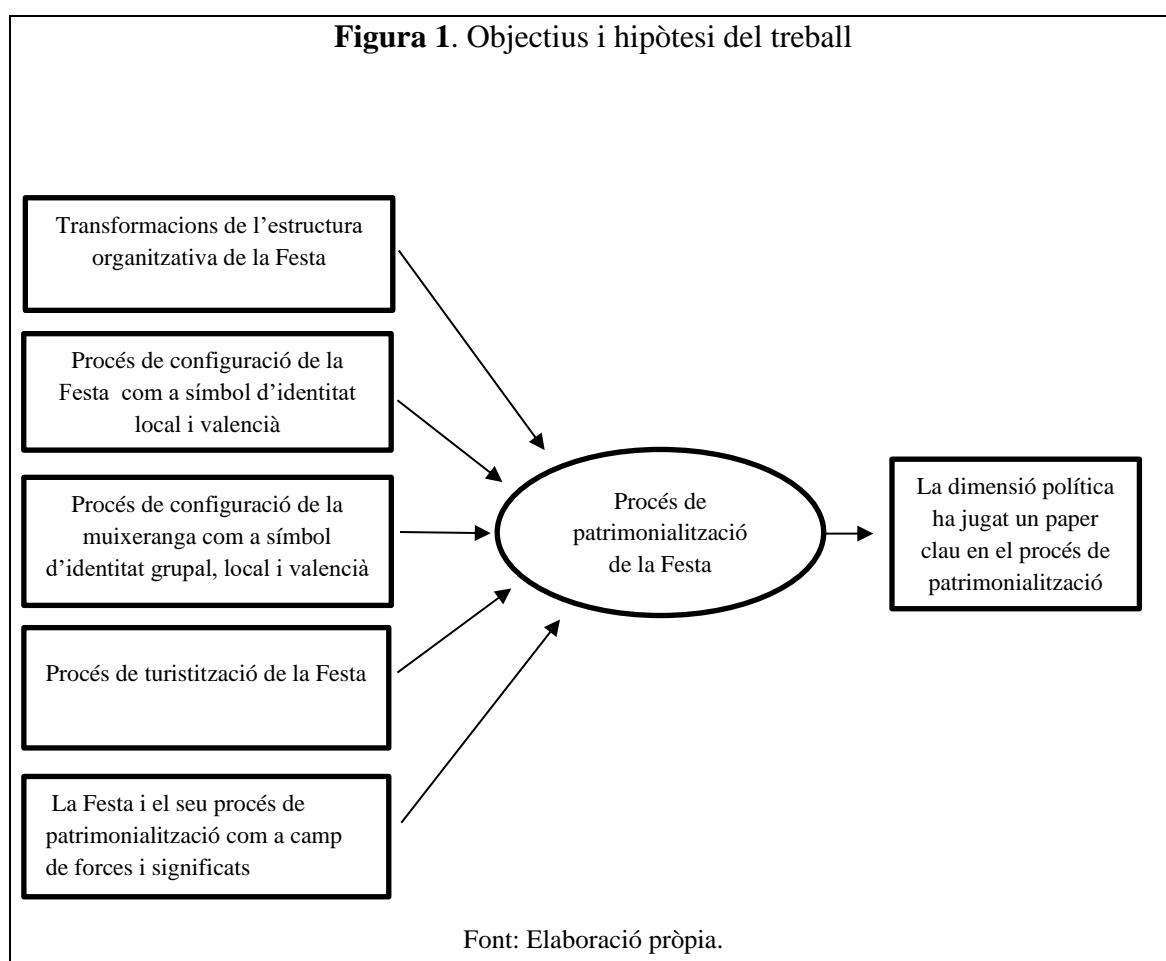 Figura 1. Objectius i hipòtesi del treball
Transformacions de l’estructura
organitzativa de la Festa
Procés de configuració de la
Festa com a símbol d’identitat
local i valencià
Procés de configuració de la
muixeranga com a símbol
d’identitat grupal, local i valencià
Procés de turistització de la Festa
La Festa i el seu procés de
patrimonialització com a camp
de forces i significats
Procés de
patrimonialització
de la Festa
La dimensió política
ha jugat un paper
clau en el procés de
patrimonialització
Font: Elaboració pròpia.